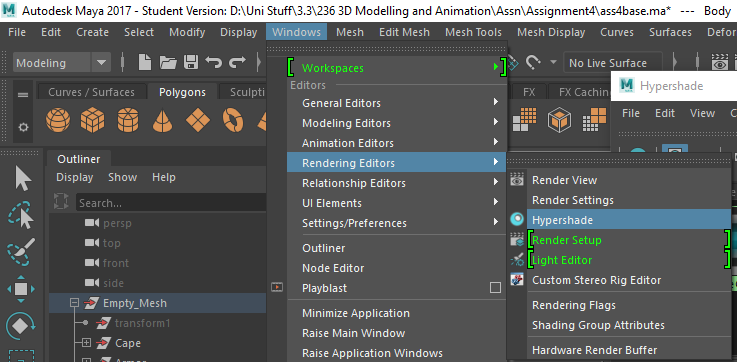 Autodesk Maya 2017 - Student Version: D:\Uni Stuff\3.3\236 3D Modelling and Animation\Assn\Assignment4\ass4base.ma* --- Body
File Edit Create Select Modify Display Windows Mesh Edit Mesh Mesh Tools Mesh Display Curves Surfaces Defor
Modeling
No Live Surface
Curves / Surfaces Polygons Sculpti
FX FX Cachin
Hypershade
File Edit View
Workspaces
Editors
General Editors
Modeling Editors
Animation Editors
Rendering Editors
Relationship Editors
UI Elements
Settings/Preferences
Outliner
Node Editor
Playblast
Minimize Application
Raise Main Window
Raise Application Windows
Render View
Render Settings
Hypershade
Render Setup
Light Editor
Custom Stereo Rig Editor
Rendering Flags
Shading Group Attributes
Hardware Render Buffer
Outliner
Display Show Help
Search...
persp
top
front
side
Empty_Mesh
transform1
Cape